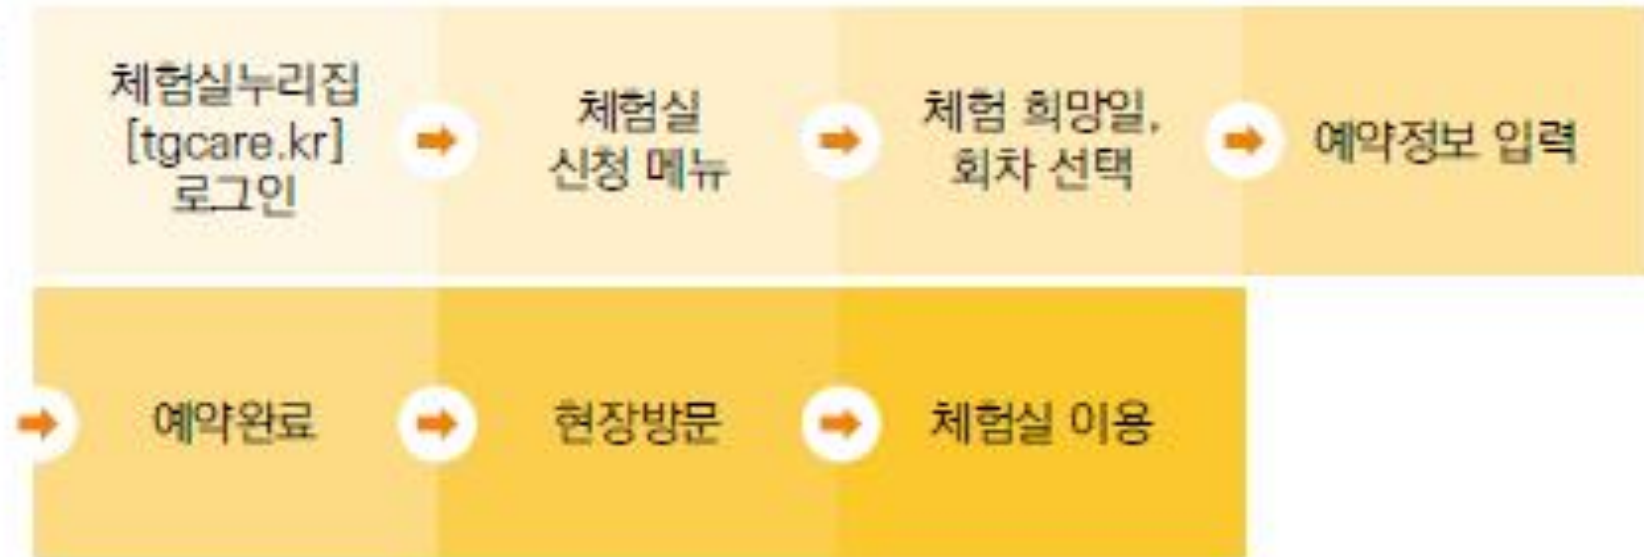 체험실누리집
[tgcare.kr]
로그인
체험실
신청 메뉴
체험 희망일,
회차 선택
예약정보 입력
예약완료
현장방문
체험실 이용